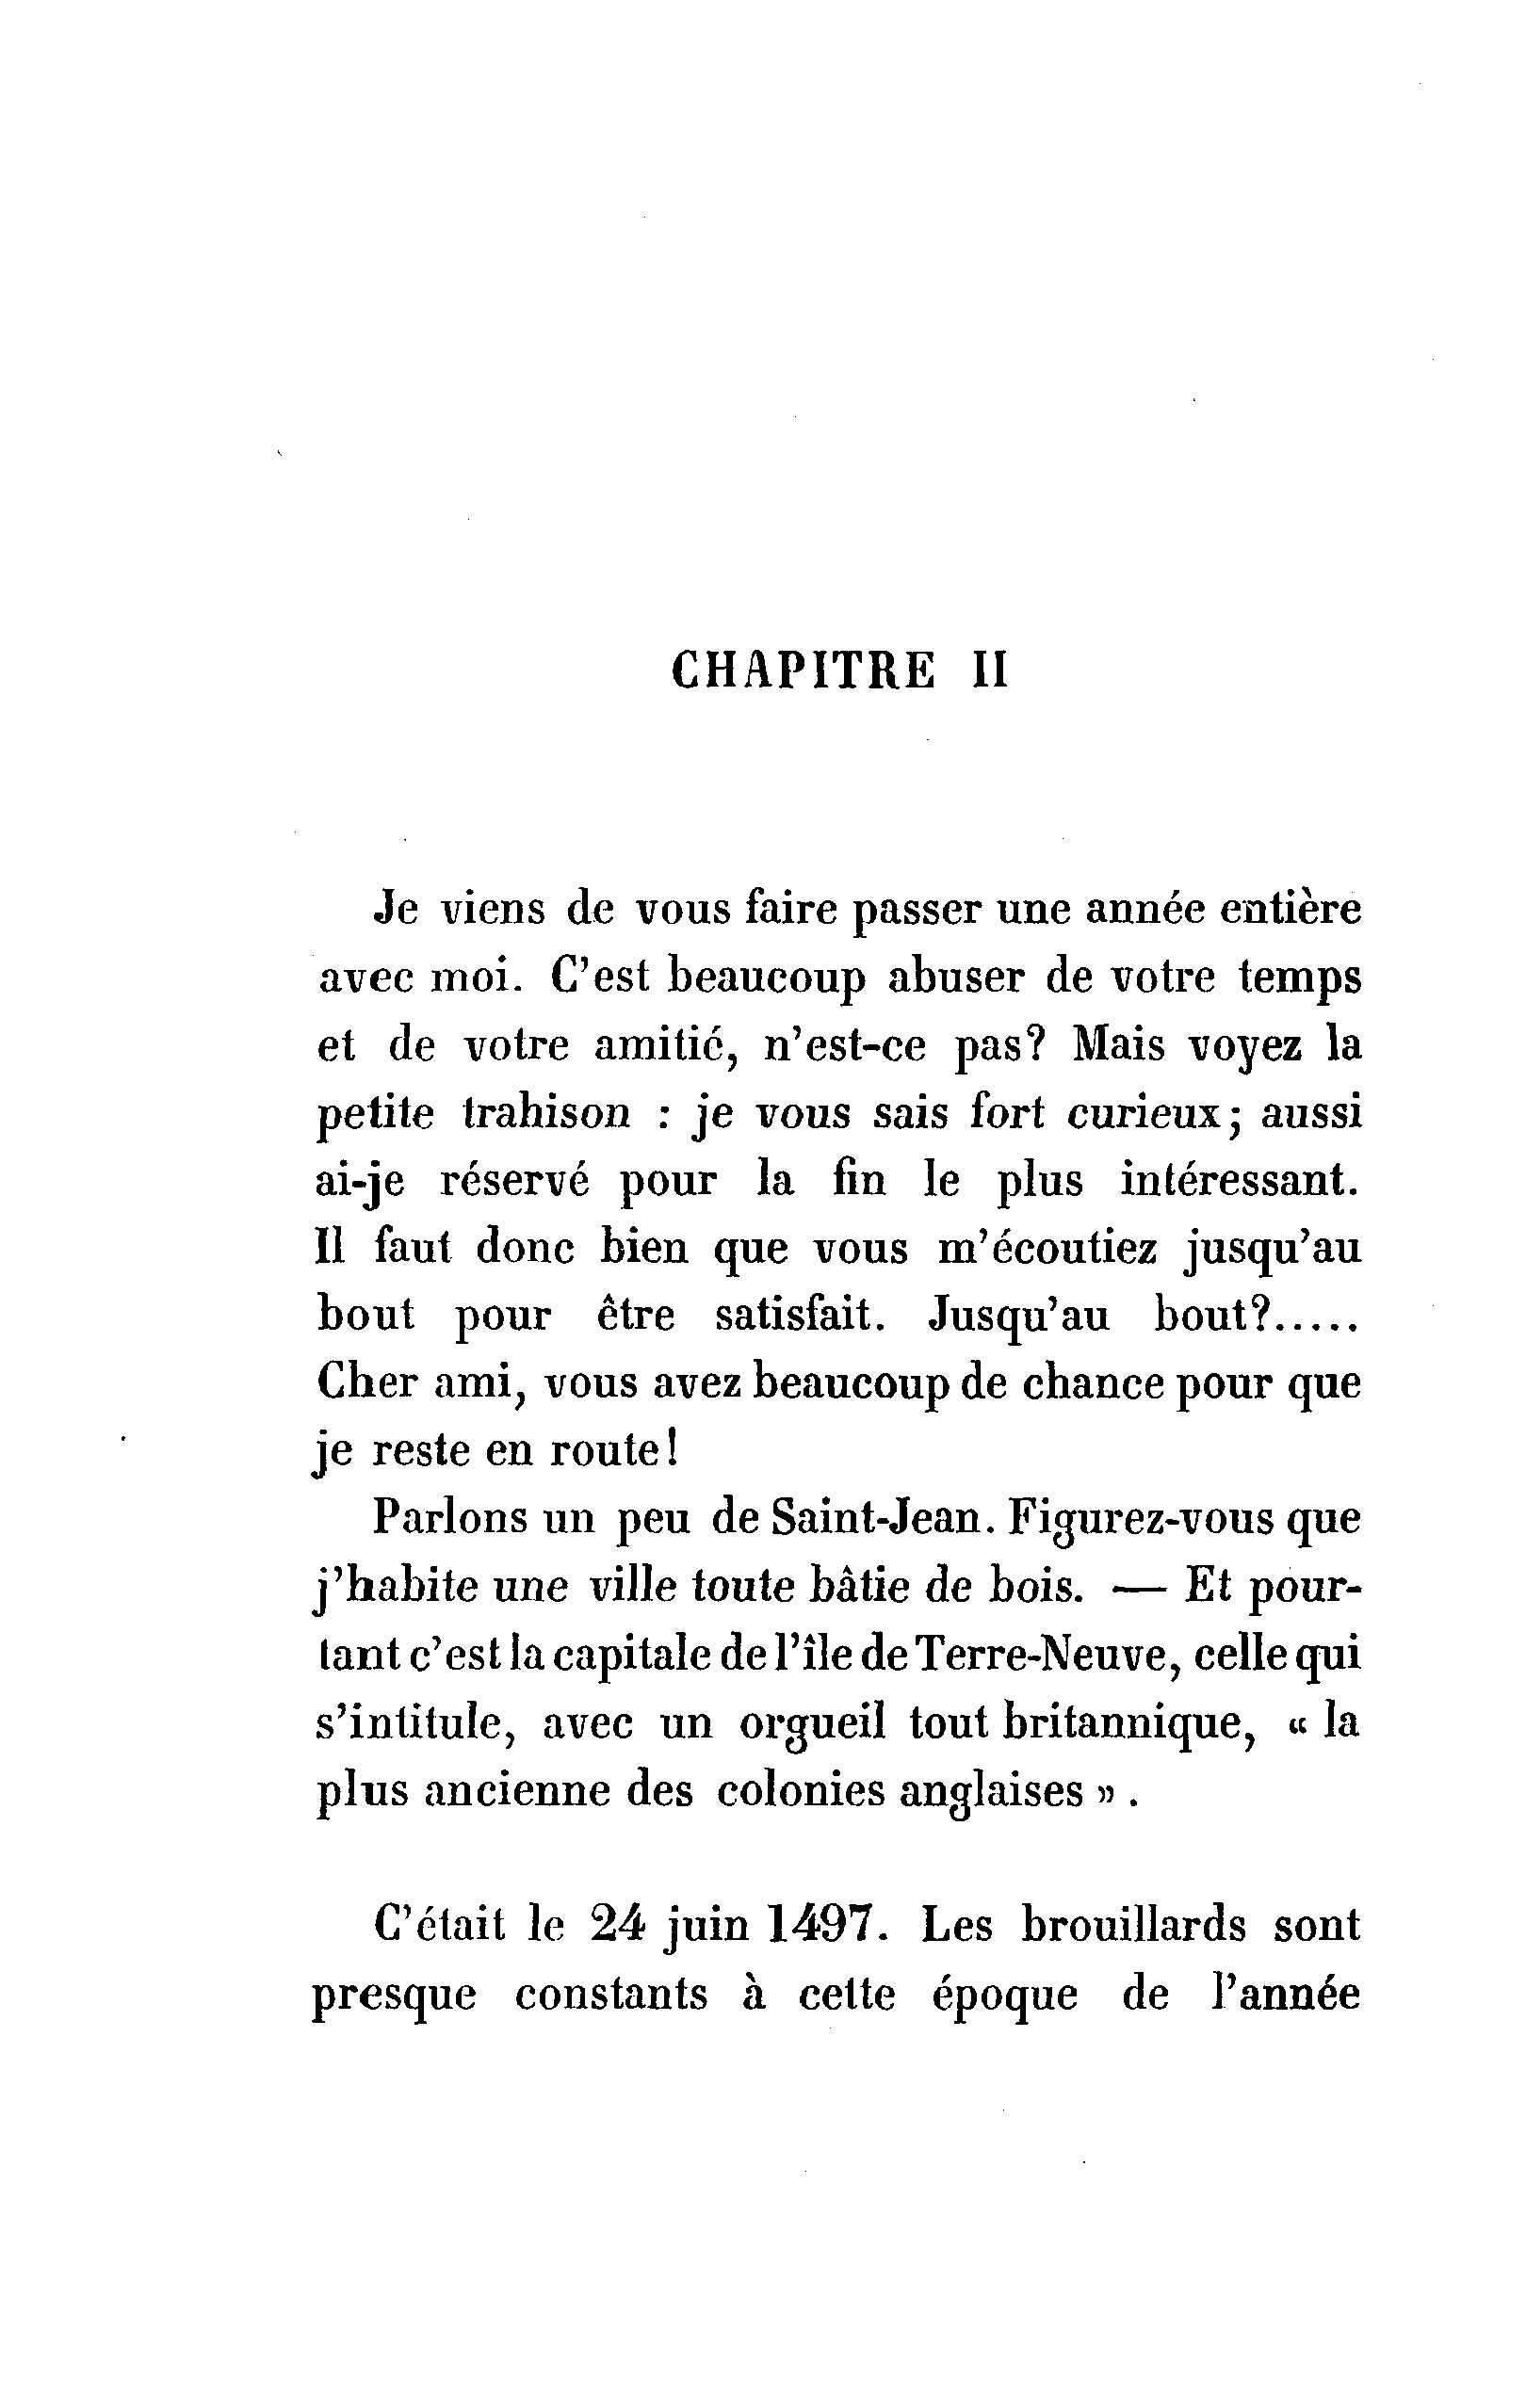 CHAPITRE II
Je viens de vous faire passer une année entière
avec moi. C'est beaucoup abuser de votre temps
et de votre amitié, n'est-ce pas? Mais voyez la
petite trahison : je vous sais fort curieux; aussi
ai-je réservé pour la fin le plus intéressant.
Il faut donc bien que vous m'écoutiez jusqu'au
bout pour être satisfait. Jusqu'au bout?.....
Cher ami, vous avez beaucoup de chance pour que
je reste en route!
Parlons un peu de Saint-Jean. Figurez-vous que
j'habite une ville toute bâtie de bois. — Et pour-
tant c'est la capitale de l'île de Terre-Neuve, celle qui
s'intitule, avec un orgueil tout britannique, « la
plus ancienne des colonies anglaises » .
C'était le 24 juin 1497. Les brouillards sont
presque constants à cette époque de l'année